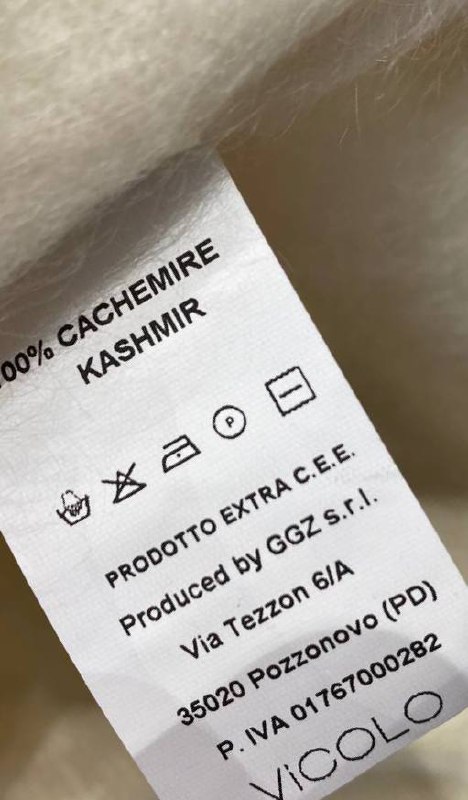 00% CACHEMIRE
KASHMIR
P
PRODOTTO EXTRA C.E.E.
Produced by GGZ s.r.l.
Via Tezzon 6/A
35020 Pozzonovo (PD)
P. IVA 01767000282
ViCOLO